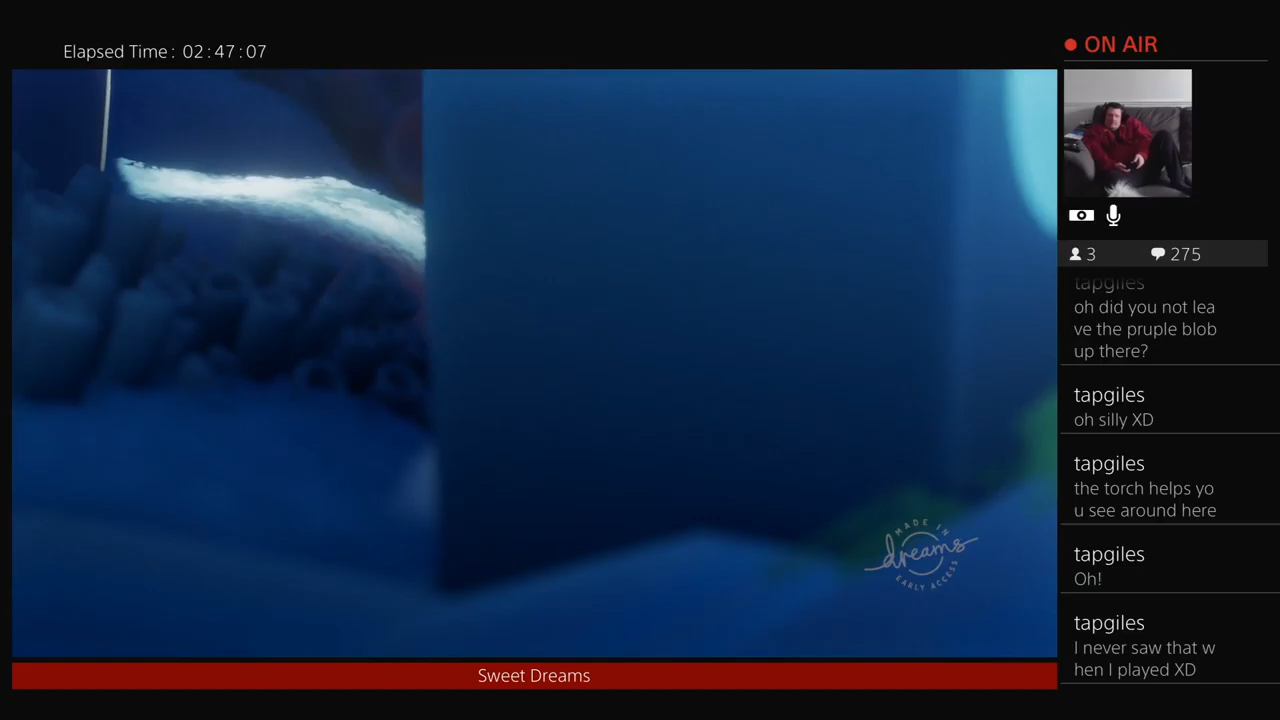 Elapsed Time: 02:47:07
ON AIR
3 275
tapgiles
oh did you not lea
ve the pruple blob
up there?
tapgiles
oh silly XD
tapgiles
the torch helps yo
u see around here
tapgiles
Oh!
tapgiles
I never saw that w
hen I played XD
MADE IN
dreams
EARLY ACCESS
Sweet Dreams